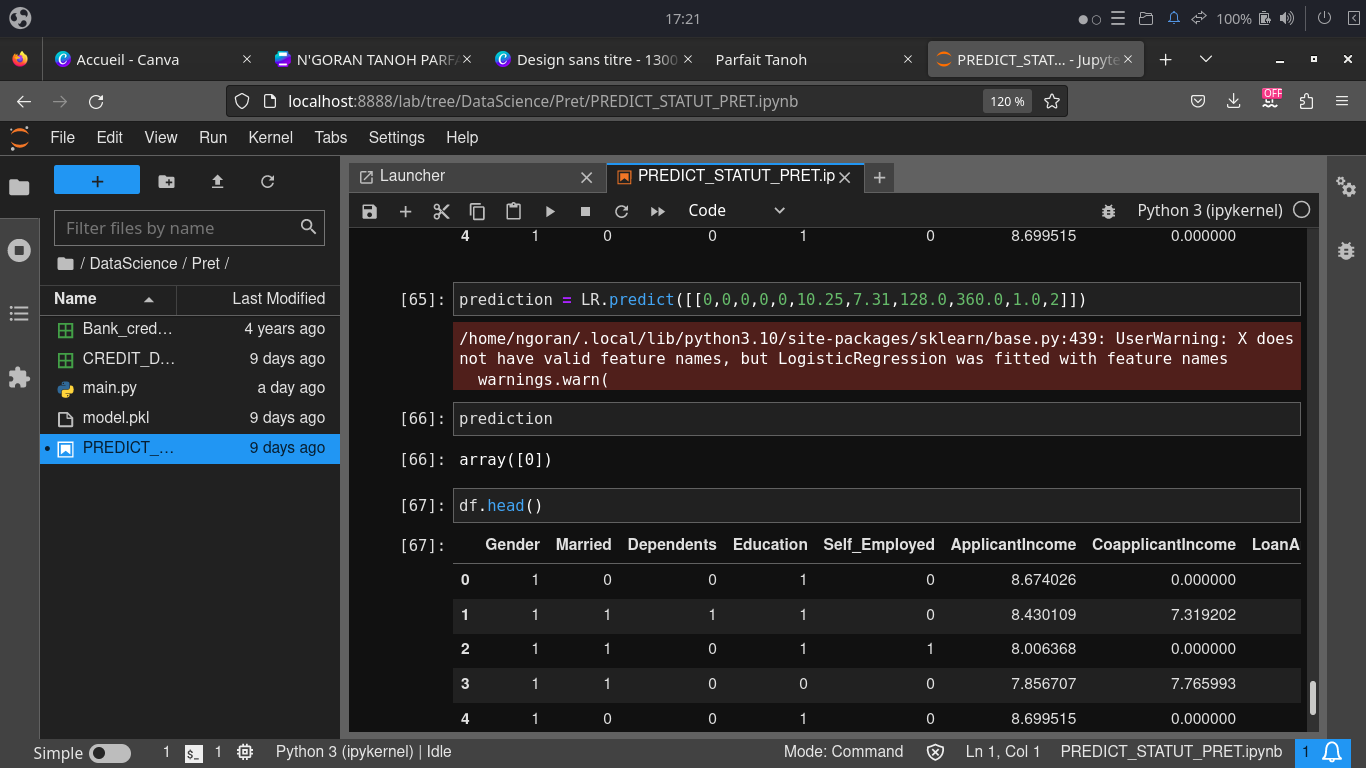 17:21
100%
Accueil - Canva
N'GORAN TANOH PARFA
Design sans titre - 1300
Parfait Tanoh
PREDICT_STAT… - Jupyte
localhost:8888/lab/tree/DataScience/Pret/PREDICT_STATUT_PRET.ipynb
120 %
OFF
File Edit View Run Kernel Tabs Settings Help
Launcher
PREDICT_STATUT_PRET.ip
Filter files by name
Code
Python 3 (ipykernel)
/ DataScience / Pret /
Name Last Modified
Bank_cred… 4 years ago
CREDIT_D… 9 days ago
main.py a day ago
model.pkl 9 days ago
PREDICT_… 9 days ago
4 1 0 0 1 0 8.699515 0.000000
[65]: prediction = LR.predict([[0,0,0,0,0,10.25,7.31,128.0,360.0,1.0,2]])
/home/ngoran/.local/lib/python3.10/site-packages/sklearn/base.py:439: UserWarning: X does
not have valid feature names, but LogisticRegression was fitted with feature names
warnings.warn(
[66]: prediction
[66]: array([0])
[67]: df.head()
[67]: Gender Married Dependents Education Self_Employed ApplicantIncome CoapplicantIncome LoanA
0 1 0 0 1 0 8.674026 0.000000
1 1 1 1 1 0 8.430109 7.319202
2 1 1 0 1 1 8.006368 0.000000
3 1 1 0 0 0 7.856707 7.765993
4 1 0 0 1 0 8.699515 0.000000
Simple 1 $_ 1 Python 3 (ipykernel) | Idle
Mode: Command Ln 1, Col 1 PREDICT_STATUT_PRET.ipynb 1